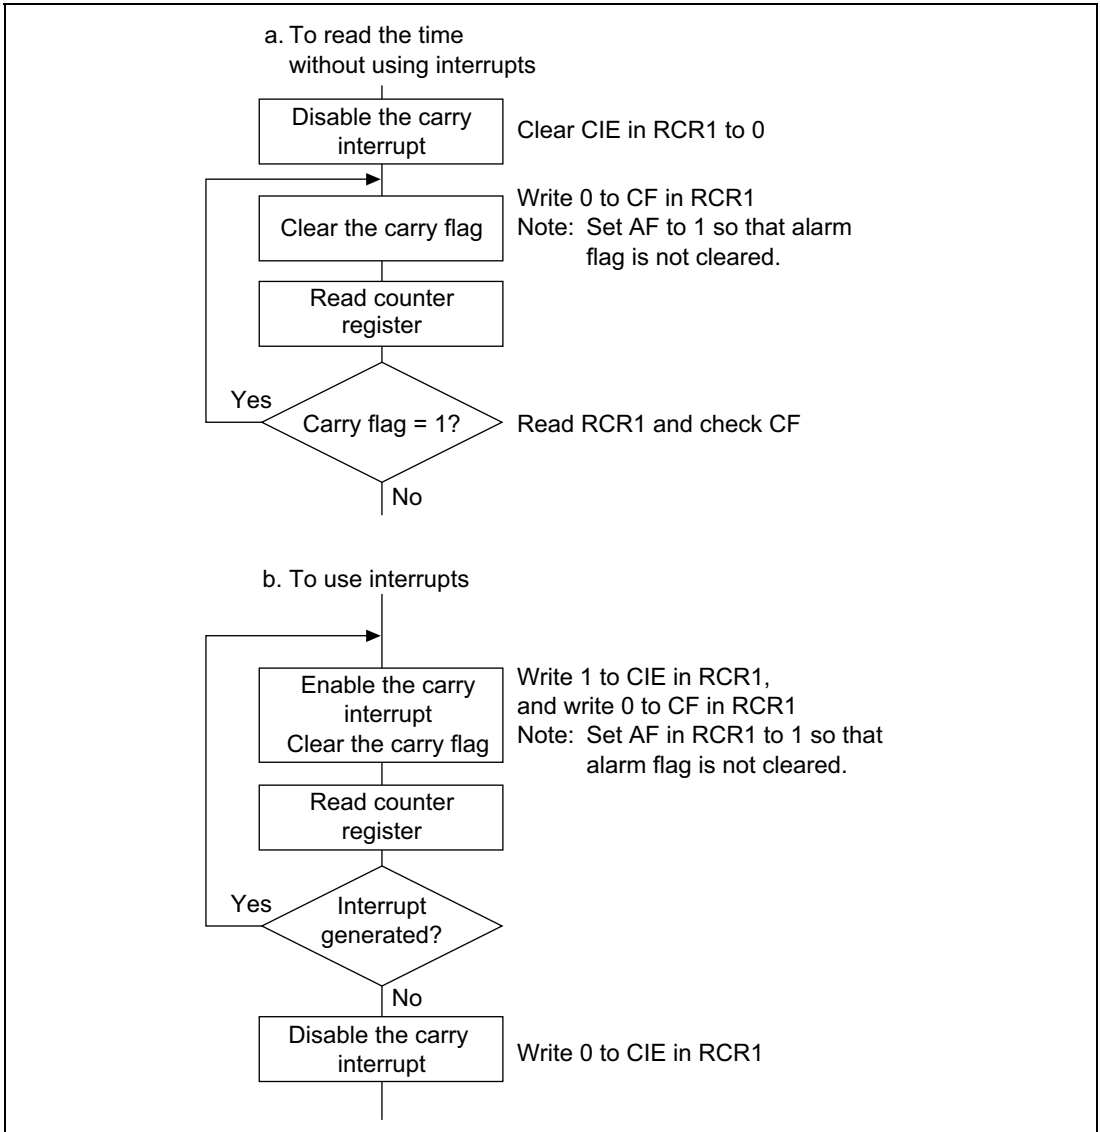 a. To read the time
without using interrupts
Disable the carry
interrupt
Clear CIE in RCR1 to 0
Clear the carry flag
Write 0 to CF in RCR1
Note: Set AF to 1 so that alarm
flag is not cleared.
Read counter
register
Yes
Carry flag = 1?
Read RCR1 and check CF
No
b. To use interrupts
Enable the carry
interrupt
Clear the carry flag
Write 1 to CIE in RCR1,
and write 0 to CF in RCR1
Note: Set AF in RCR1 to 1 so that
alarm flag is not cleared.
Read counter
register
Yes
Interrupt
generated?
No
Disable the carry
interrupt
Write 0 to CIE in RCR1